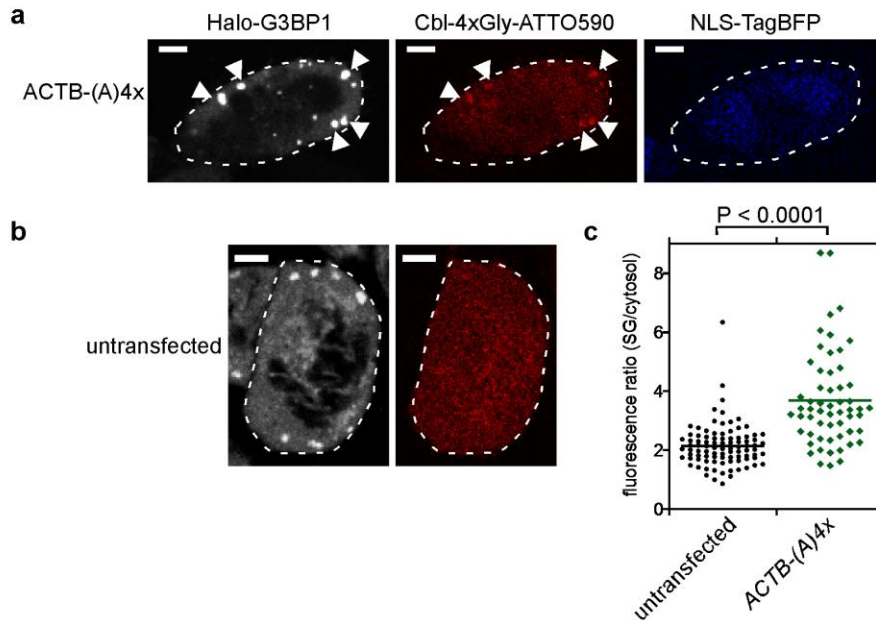 a
Halo-G3BP1 Cbl-4xGly-ATTO590 NLS-TagBFP
ACTB-(A)4x
b
untransfected
c
P < 0.0001
fluorescence ratio (SG/cytosol)
8
6
4
2
0
untransfected
ACTB-(A)4x